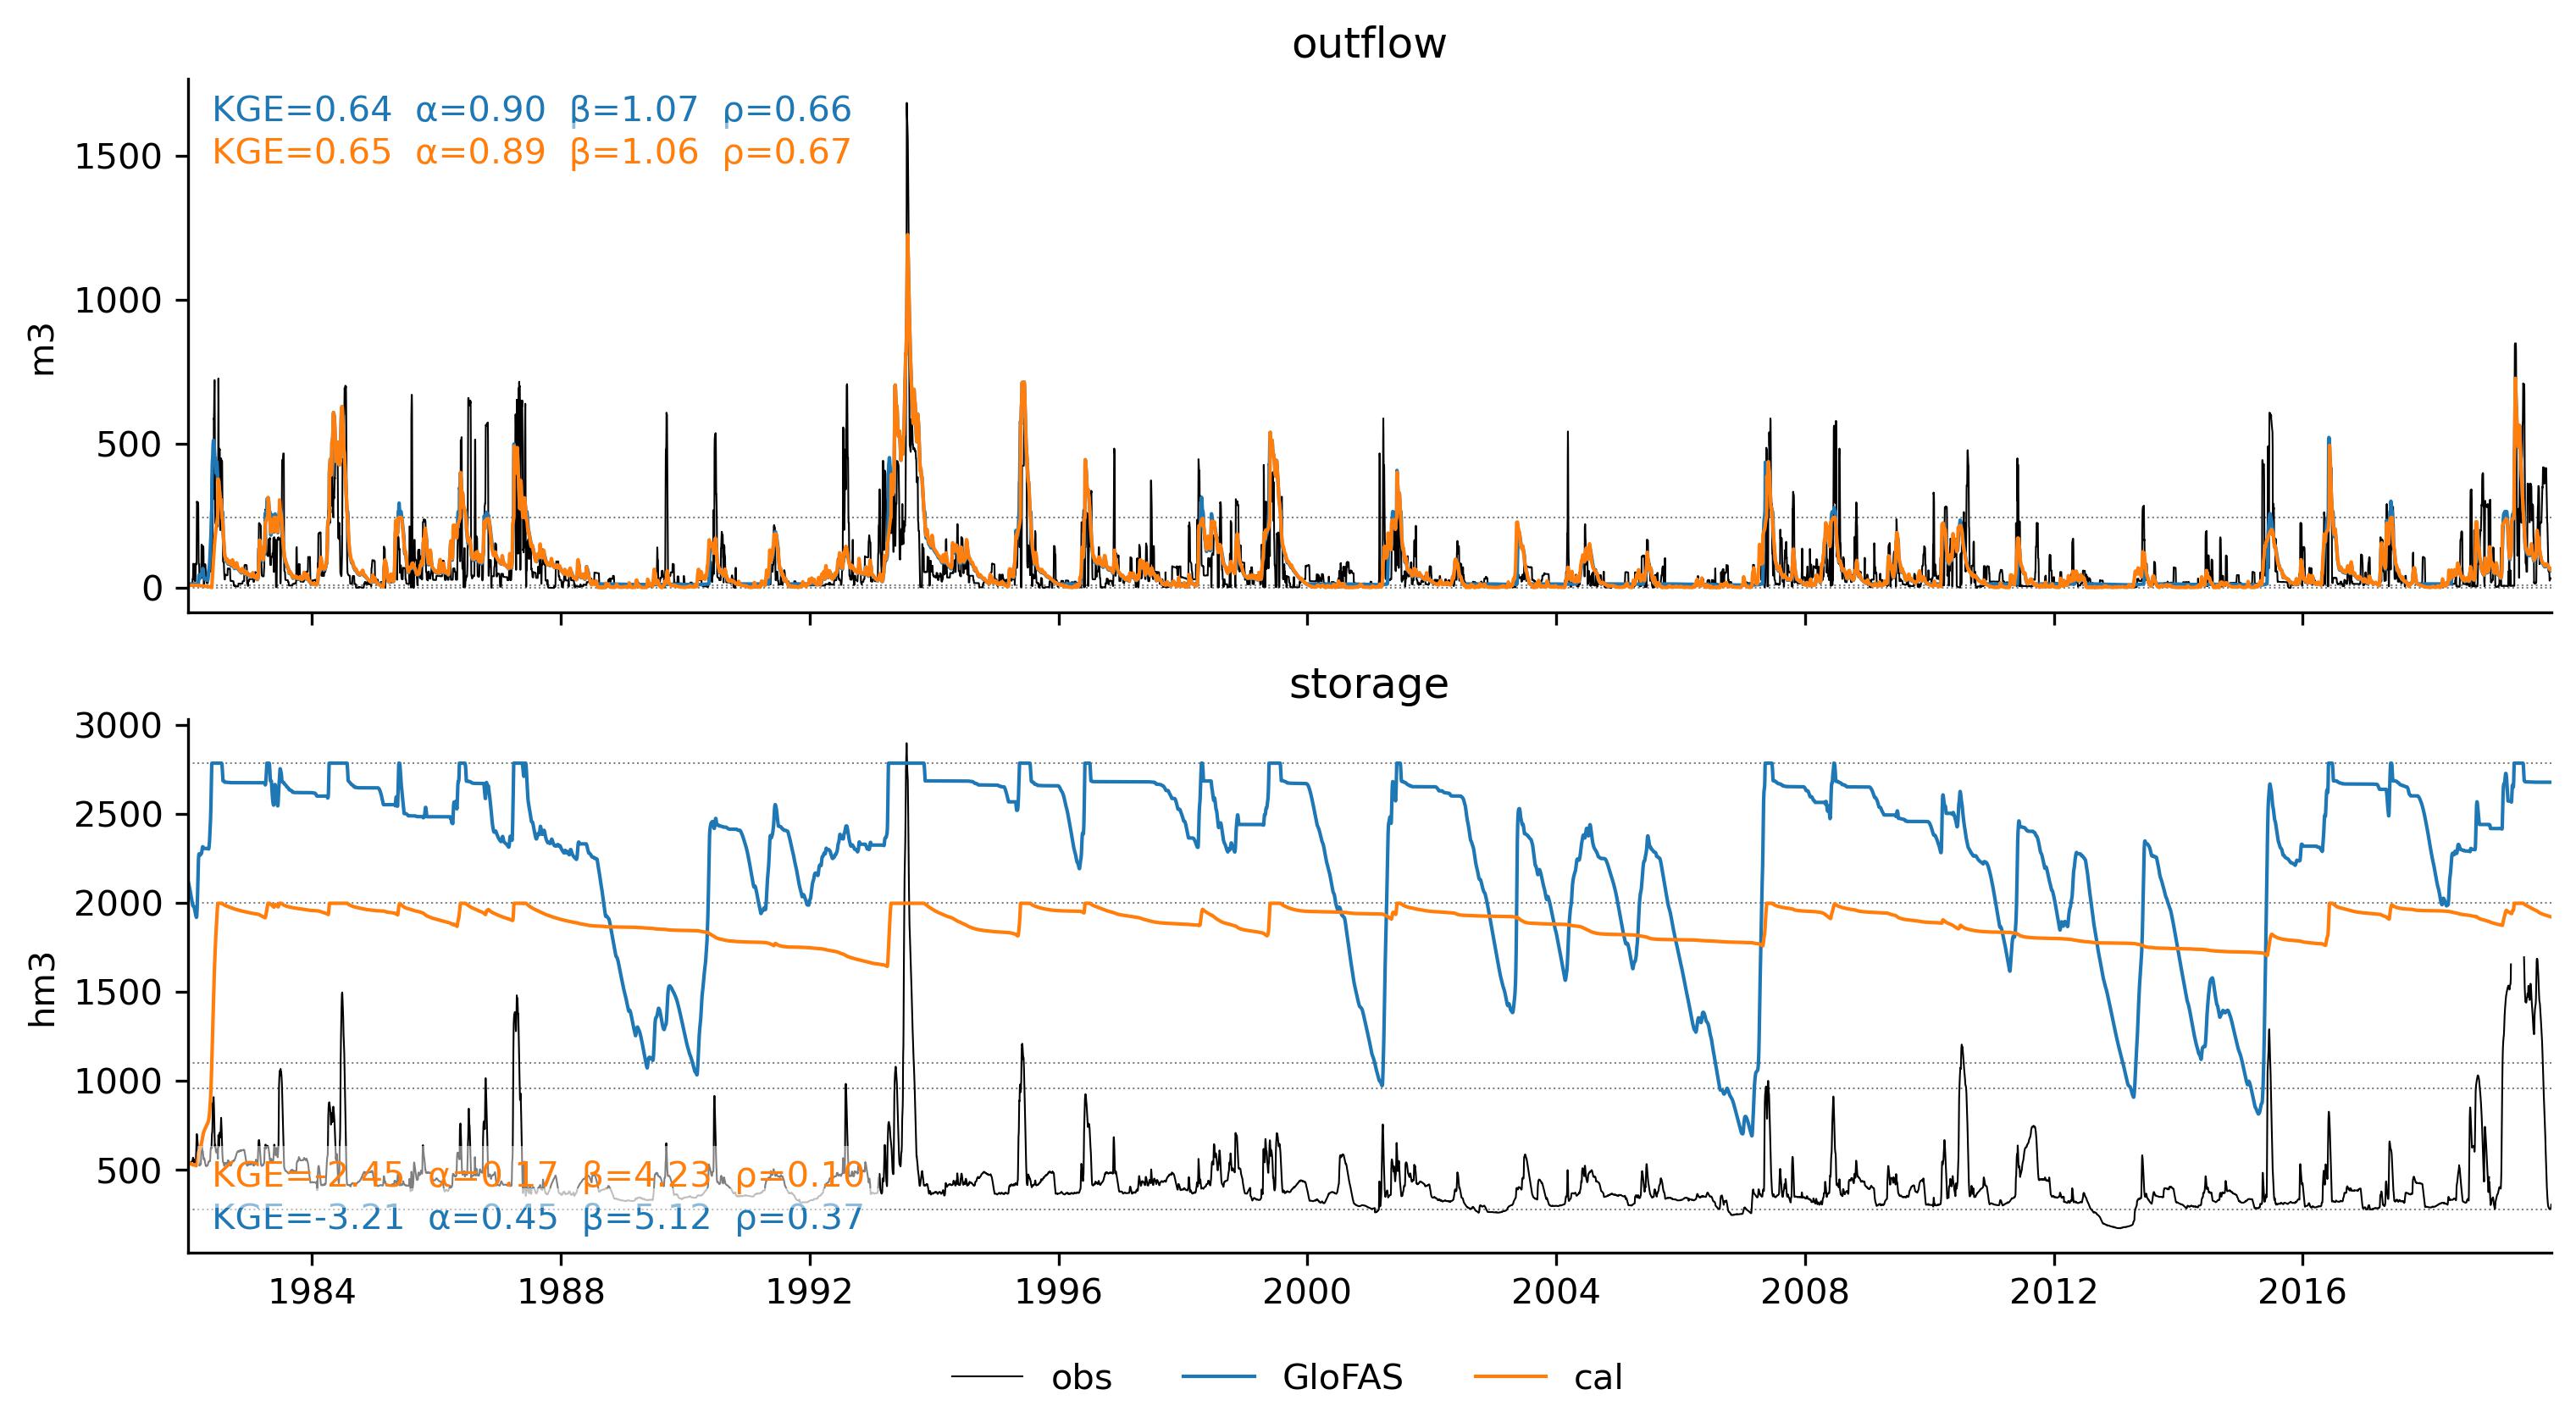 outflow
KGE=0.64 α=0.90 β=1.07 ρ=0.66
KGE=0.65 α=0.89 β=1.06 ρ=0.67
1500
1000
500
0
m3
storage
3000
2500
2000
1500
1000
500
hm3
KGE=-2.45 α=0.17 β=4.23 ρ=0.10
KGE=-3.21 α=0.45 β=5.12 ρ=0.37
1984 1988 1992 1996 2000 2004 2008 2012 2016
obs GloFAS cal